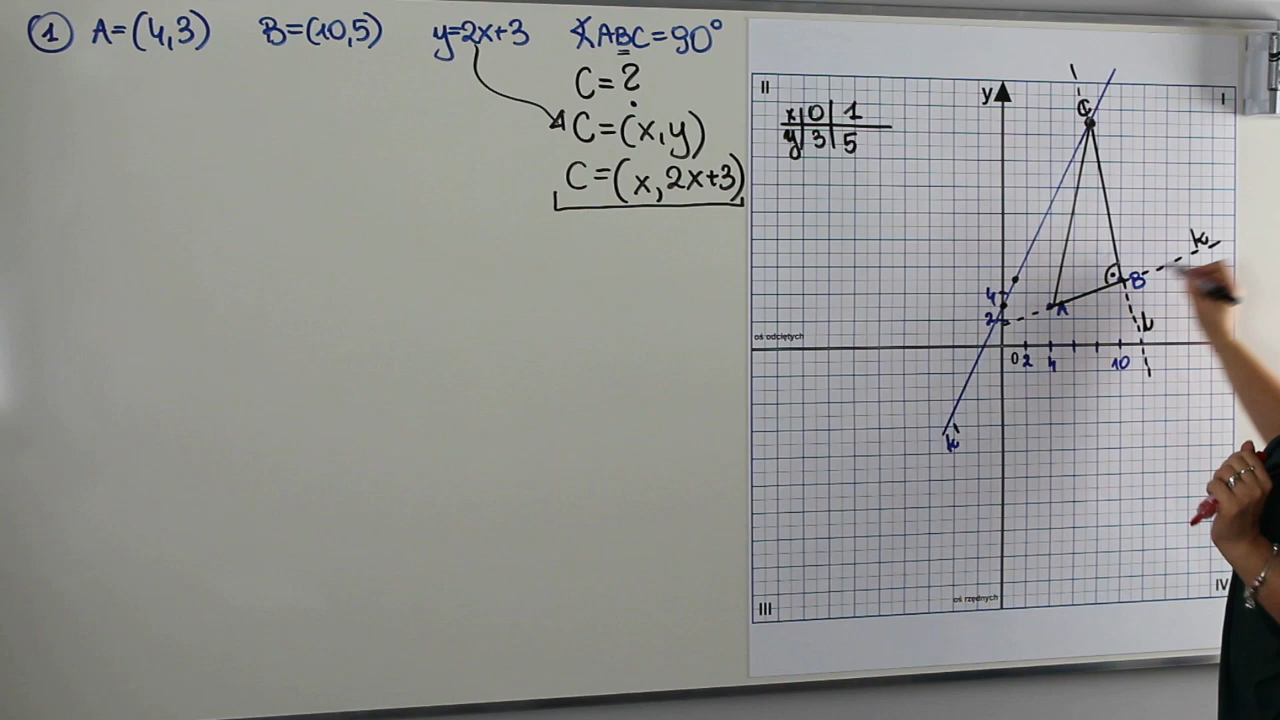 ① A=(4,3) B=(10,5) y=2x+3 ∢ABC=90°
C=?
C=(x,y)
C=(x,2x+3)
II
I
y
x 0 1
y 3 5
C
k
B
A
4
2
l
oś odciętych
0 2 4 10
k
oś rzędnych
III
IV